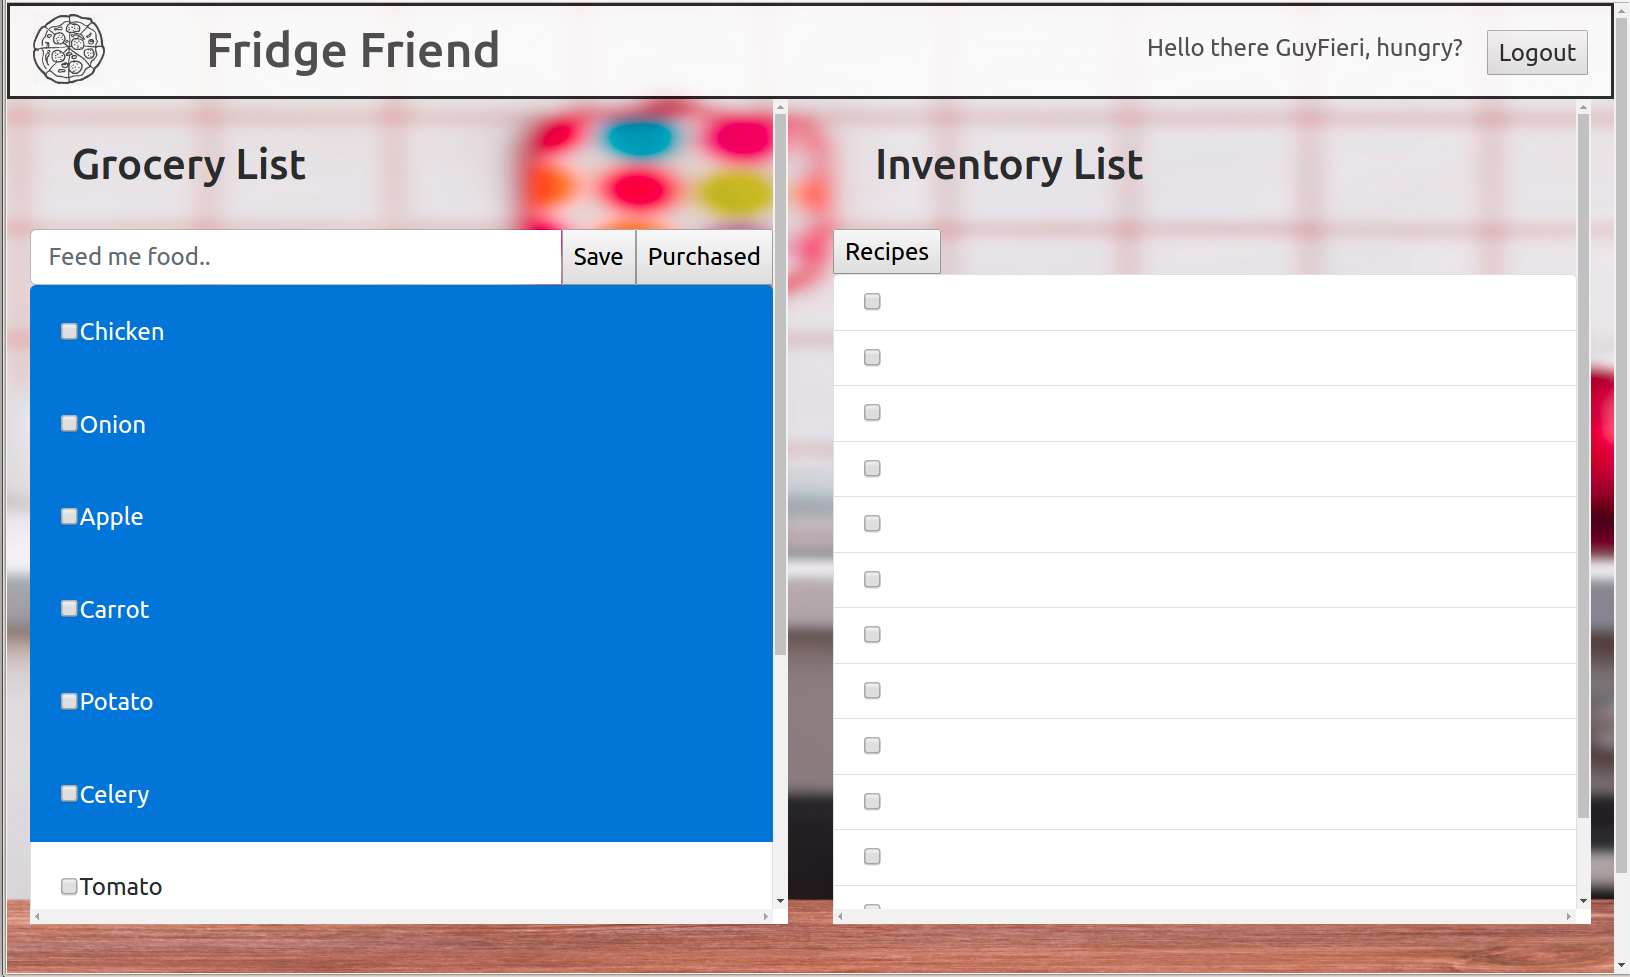 Fridge Friend
Hello there GuyFieri, hungry?
Logout
Grocery List
Feed me food..
Save
Purchased
Chicken
Onion
Apple
Carrot
Potato
Celery
Tomato
Inventory List
Recipes